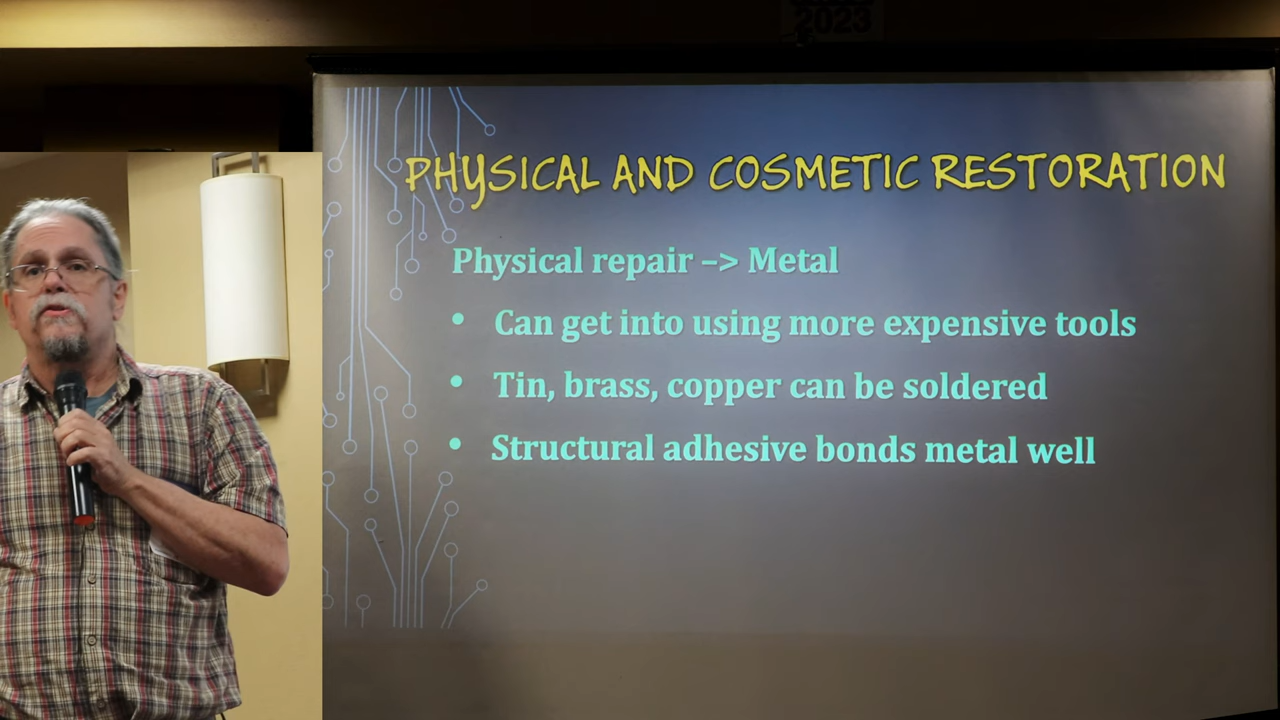 2023
PHYSICAL AND COSMETIC RESTORATION
Physical repair –> Metal
• Can get into using more expensive tools
• Tin, brass, copper can be soldered
• Structural adhesive bonds metal well